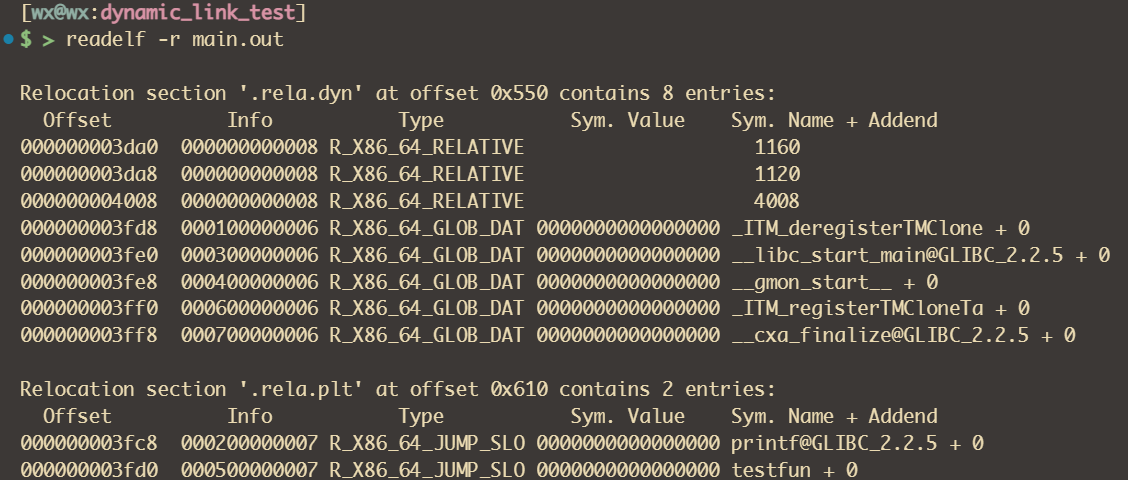 [wx@wx:dynamic_link_test]
$ > readelf -r main.out
Relocation section '.rela.dyn' at offset 0x550 contains 8 entries:
  Offset          Info           Type           Sym. Value    Sym. Name + Addend
000000003da0  000000000008 R_X86_64_RELATIVE                    1160
000000003da8  000000000008 R_X86_64_RELATIVE                    1120
000000004008  000000000008 R_X86_64_RELATIVE                    4008
000000003fd8  000100000006 R_X86_64_GLOB_DAT 0000000000000000 _ITM_deregisterTMClone + 0
000000003fe0  000300000006 R_X86_64_GLOB_DAT 0000000000000000 __libc_start_main@GLIBC_2.2.5 + 0
000000003fe8  000400000006 R_X86_64_GLOB_DAT 0000000000000000 __gmon_start__ + 0
000000003ff0  000600000006 R_X86_64_GLOB_DAT 0000000000000000 _ITM_registerTMCloneTa + 0
000000003ff8  000700000006 R_X86_64_GLOB_DAT 0000000000000000 __cxa_finalize@GLIBC_2.2.5 + 0
Relocation section '.rela.plt' at offset 0x610 contains 2 entries:
  Offset          Info           Type           Sym. Value    Sym. Name + Addend
000000003fc8  000200000007 R_X86_64_JUMP_SLO 0000000000000000 printf@GLIBC_2.2.5 + 0
000000003fd0  000500000007 R_X86_64_JUMP_SLO 0000000000000000 testfun + 0